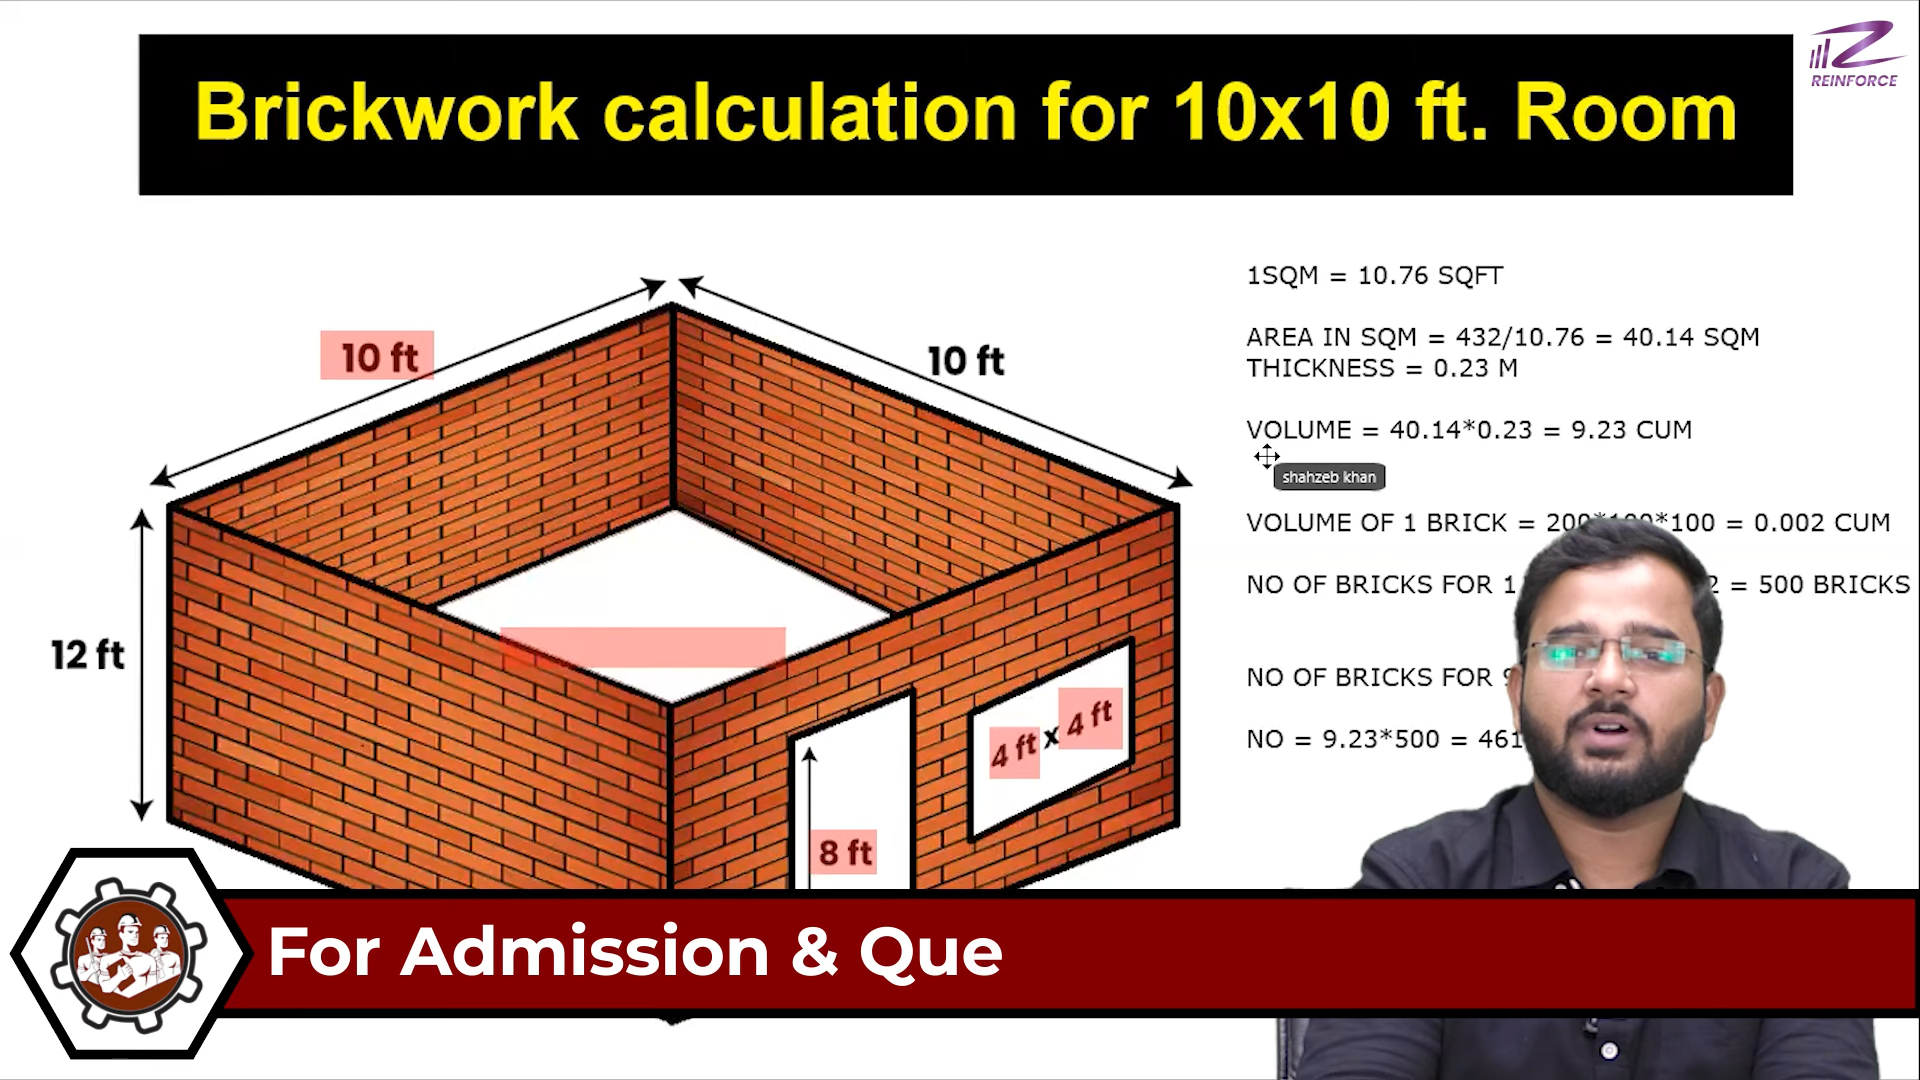 REINFORCE
Brickwork calculation for 10x10 ft. Room
10 ft
10 ft
12 ft
4 ft x 4 ft
8 ft
1SQM = 10.76 SQFT
AREA IN SQM = 432/10.76 = 40.14 SQM
THICKNESS = 0.23 M
VOLUME = 40.14*0.23 = 9.23 CUM
shahzeb khan
VOLUME OF 1 BRICK = 200*100*100 = 0.002 CUM
NO OF BRICKS FOR 1 2 = 500 BRICKS
NO OF BRICKS FOR
NO = 9.23*500 = 461
For Admission & Que